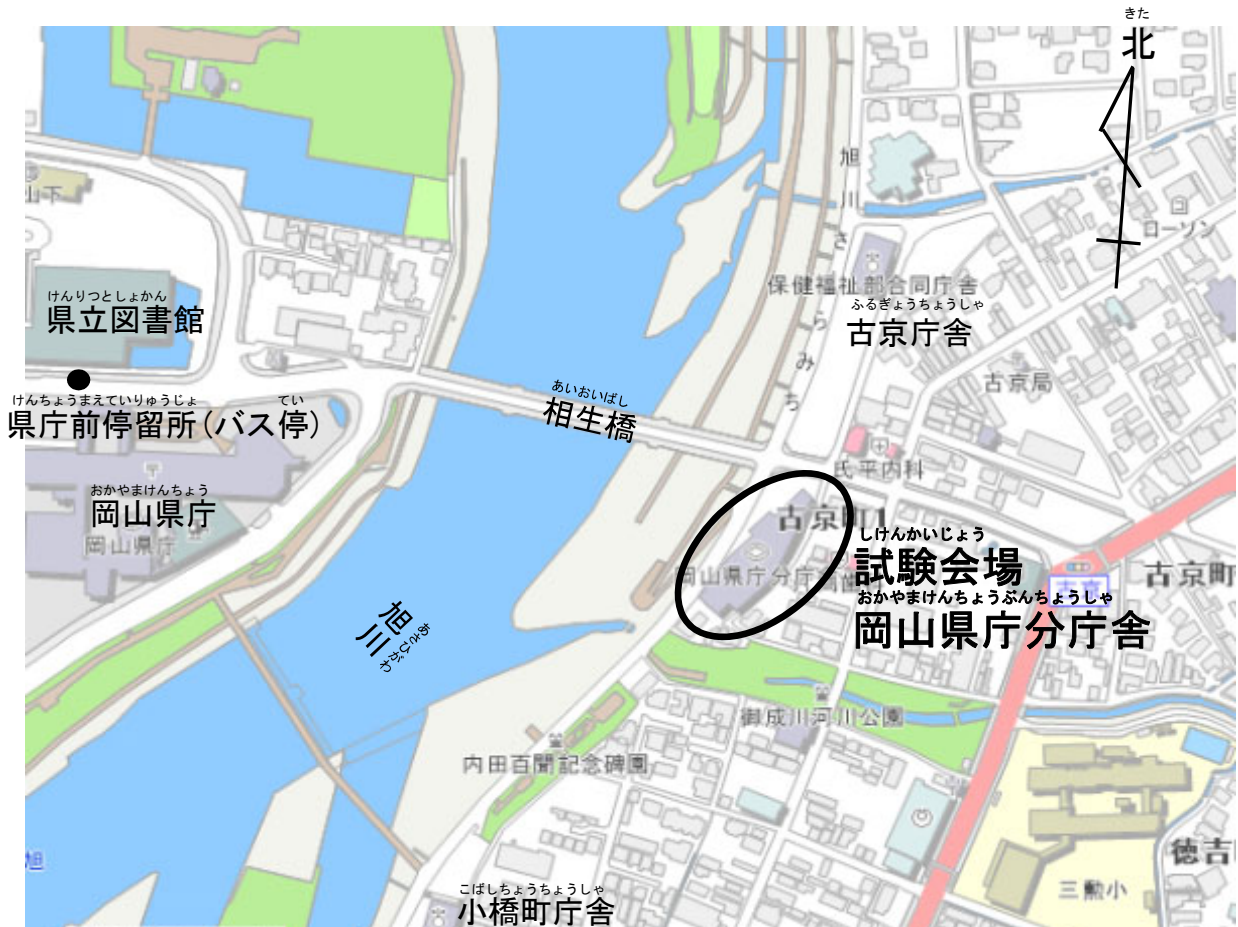 きた
北
旭川さくらみち
山下
ローソン
保健福祉部合同庁舎
ふるぎょうちょうしゃ
古京庁舎
けんりつとしょかん
県立図書館
古京局
けんちょうまえていりゅうじょ てい
県庁前停留所(バス停)
あいおいばし
相生橋
氏平内科
おかやまけんちょう
岡山県庁
岡山県庁
古京町1
しけんかいじょう
試験会場
岡山県庁分庁
歯科
おかやまけんちょうぶんちょうしゃ
岡山県庁分庁舎
古京
古京町
あさひがわ
旭川
御成川河川公園
内田百閒記念碑園
旭
徳吉
三勲小
こばしちょうちょうしゃ
小橋町庁舎